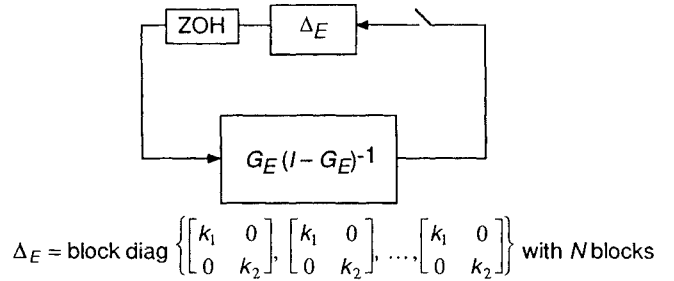 ZOH
Δ_E
G_E (I – G_E)^-1
Δ_E = block diag {[k_1 0; 0 k_2], [k_1 0; 0 k_2], ..., [k_1 0; 0 k_2]} with N blocks